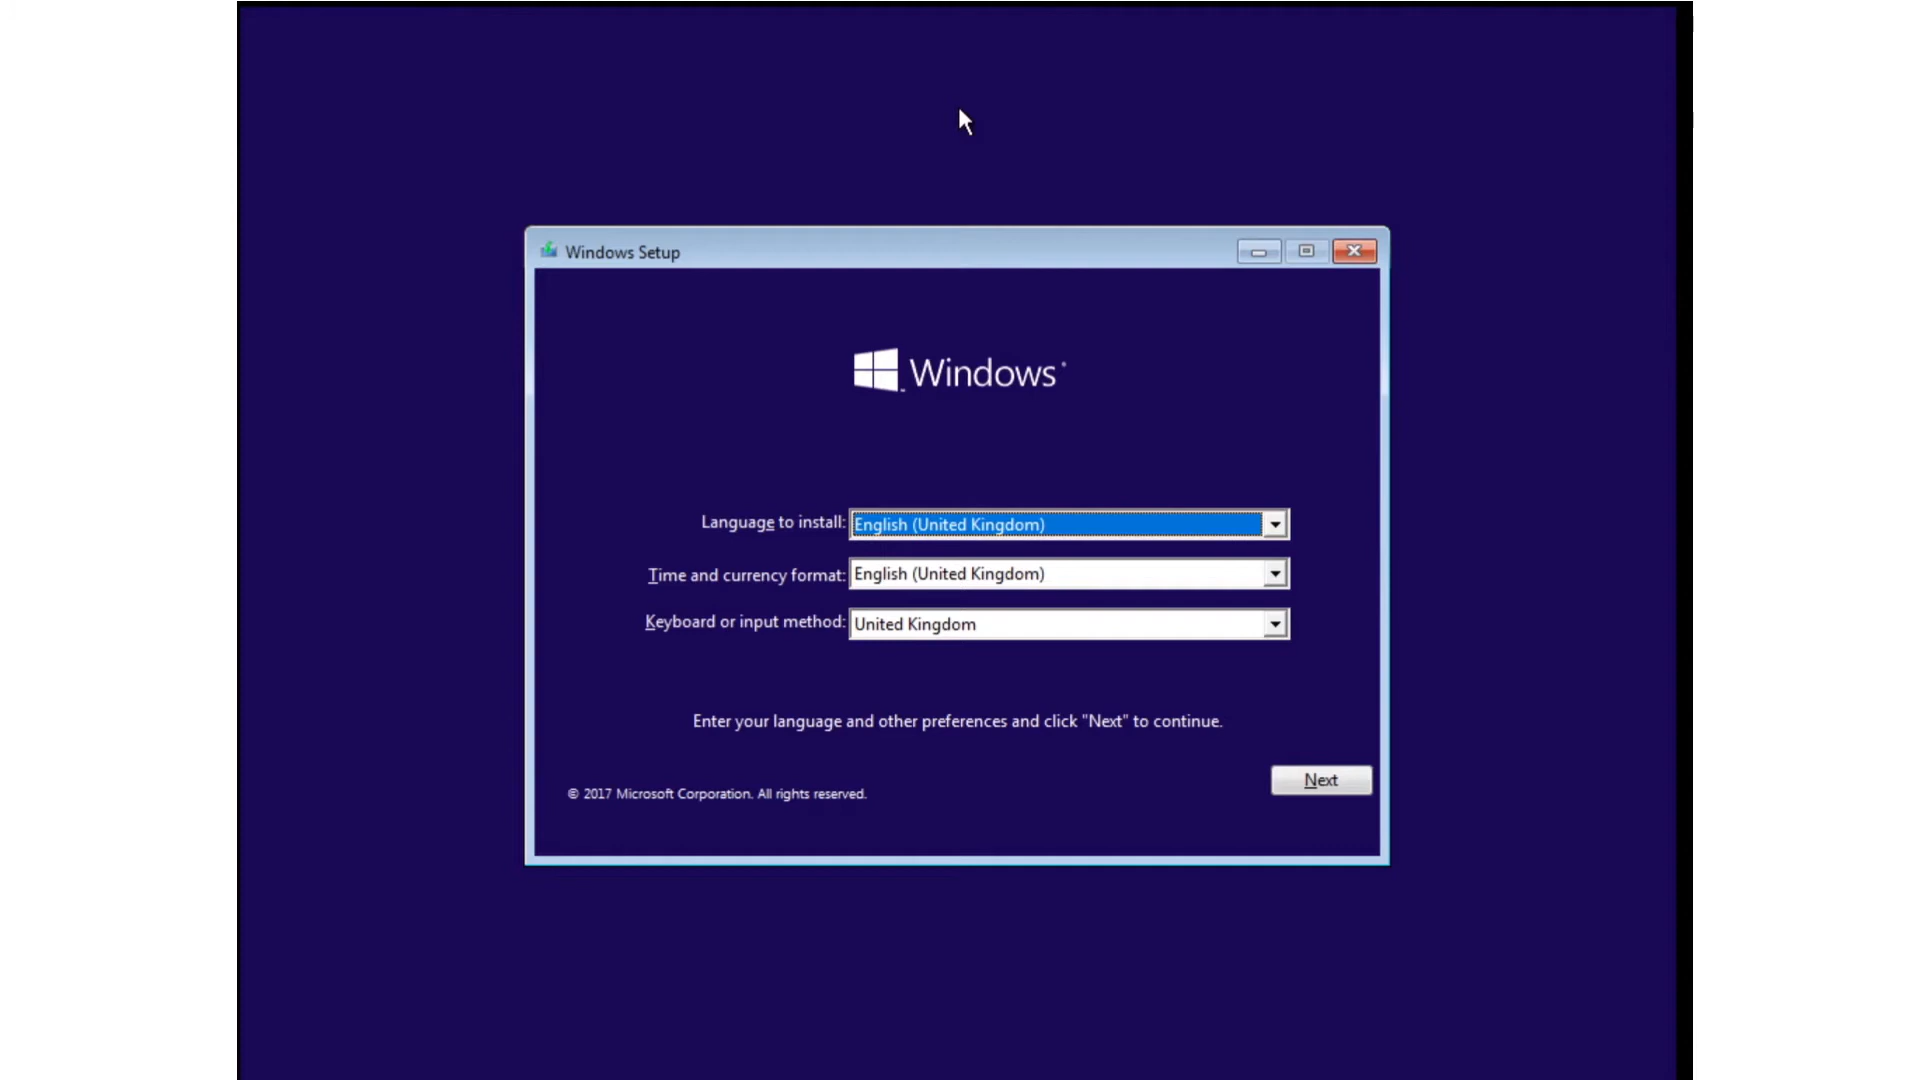 Windows Setup
Windows
Language to install: English (United Kingdom)
Time and currency format: English (United Kingdom)
Keyboard or input method: United Kingdom
Enter your language and other preferences and click "Next" to continue.
Next
© 2017 Microsoft Corporation. All rights reserved.